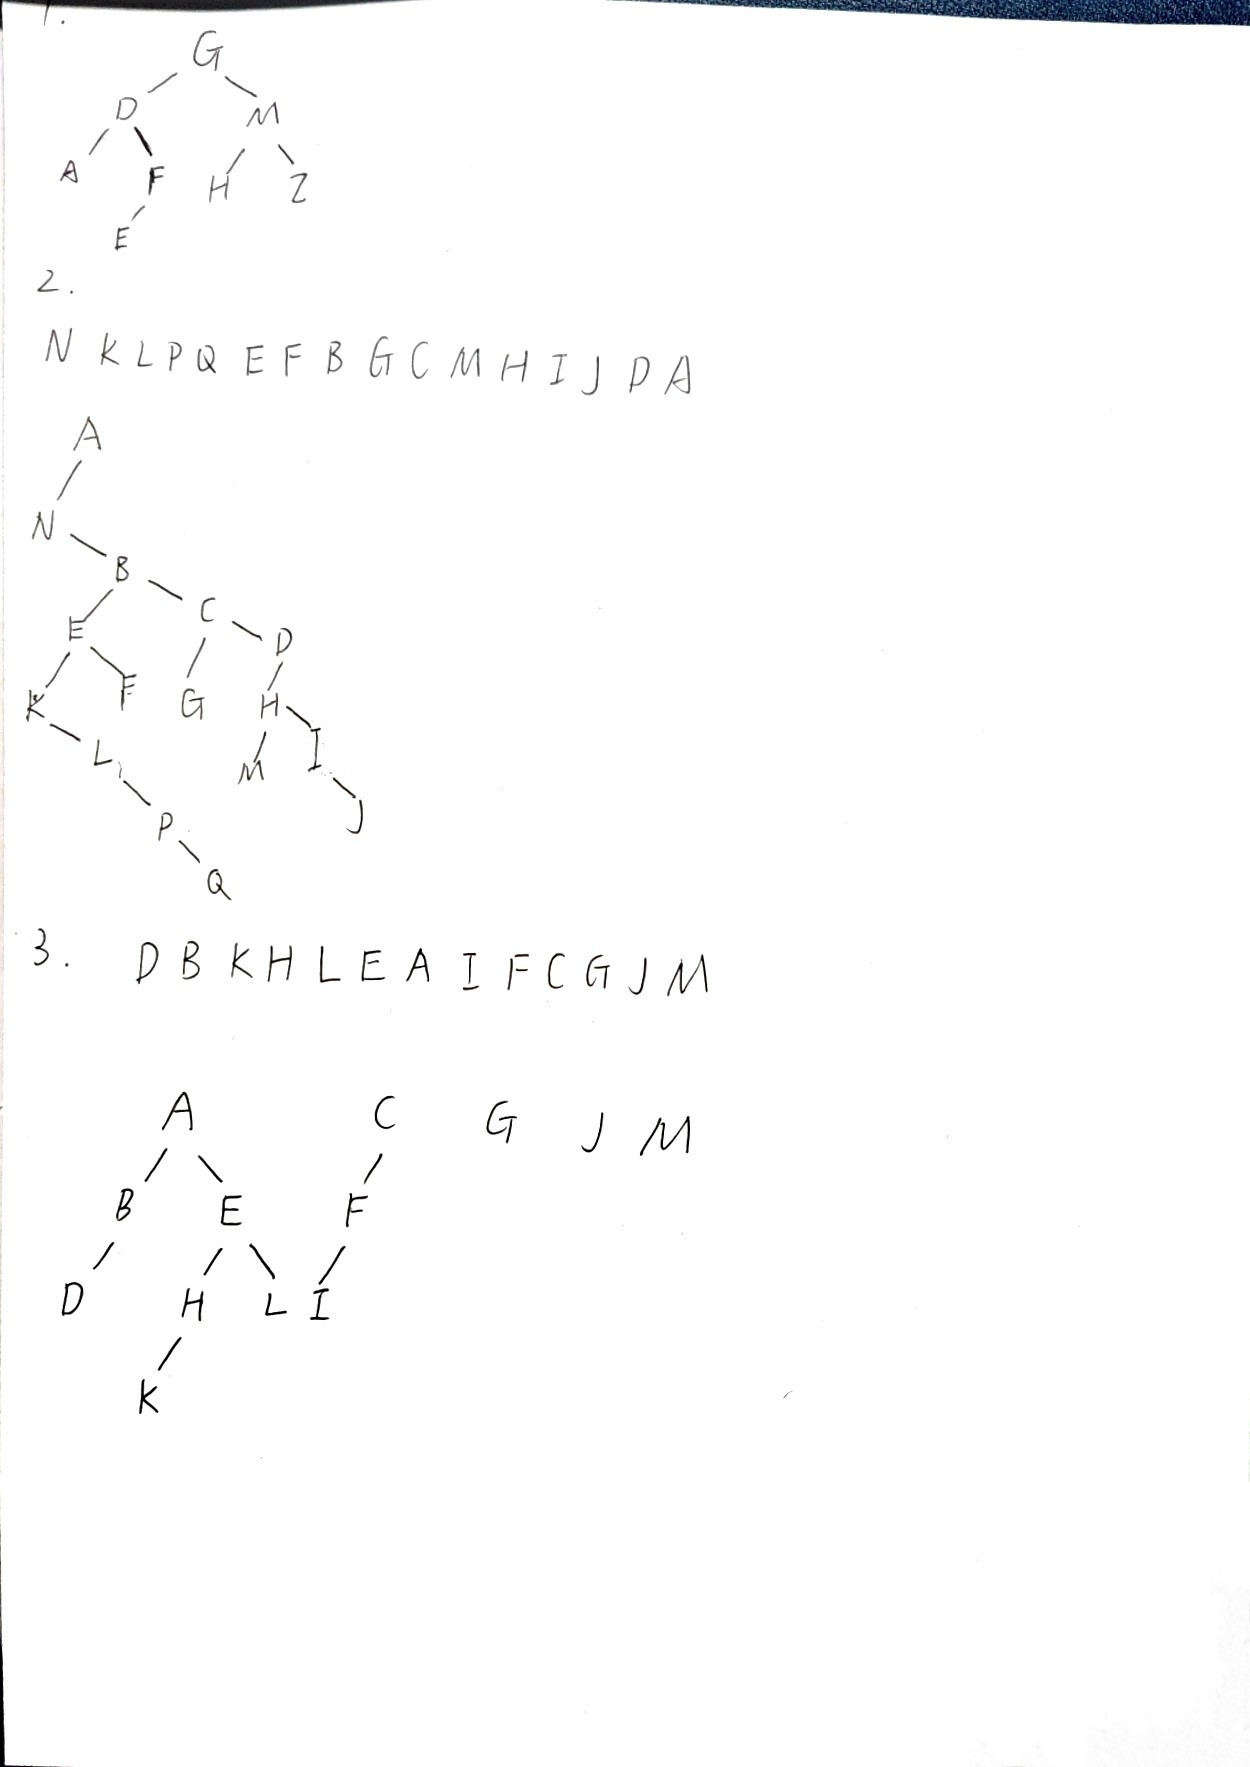 1.
G
D M
A F H Z
E
2.
N K L P Q E F B G C M H I J D A
A
N
B
C
E D
K F G H
L I
M
P J
Q
3. D B K H L E A I F C G J M
A C G J M
B E F
D H L I
K